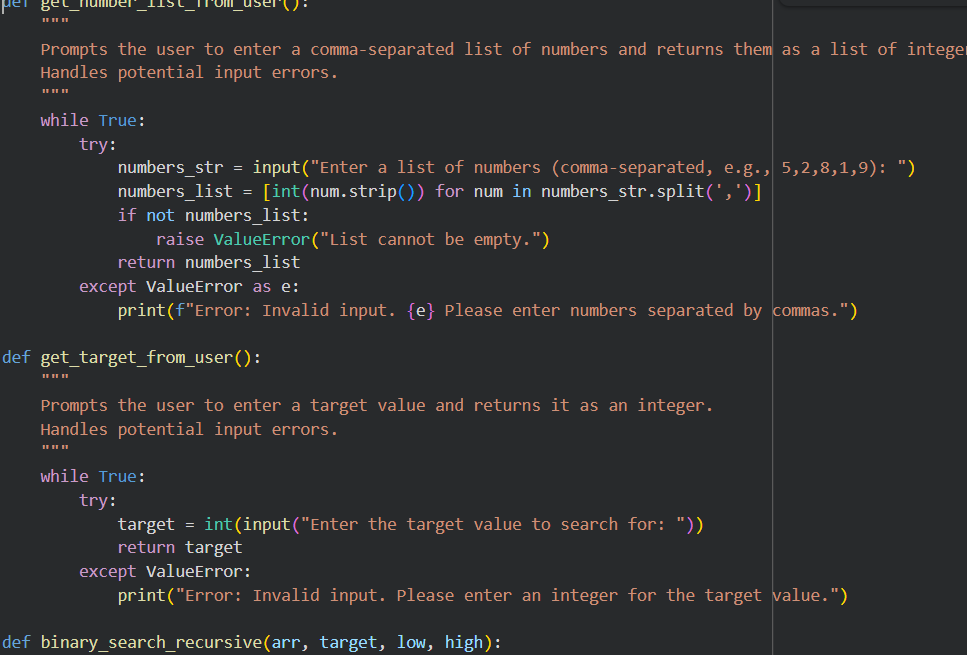 def get_number_list_from_user():
    """
    Prompts the user to enter a comma-separated list of numbers and returns them as a list of intege
    Handles potential input errors.
    """
    while True:
        try:
            numbers_str = input("Enter a list of numbers (comma-separated, e.g., 5,2,8,1,9): ")
            numbers_list = [int(num.strip()) for num in numbers_str.split(',')]
            if not numbers_list:
                raise ValueError("List cannot be empty.")
            return numbers_list
        except ValueError as e:
            print(f"Error: Invalid input. {e} Please enter numbers separated by commas.")

def get_target_from_user():
    """
    Prompts the user to enter a target value and returns it as an integer.
    Handles potential input errors.
    """
    while True:
        try:
            target = int(input("Enter the target value to search for: "))
            return target
        except ValueError:
            print("Error: Invalid input. Please enter an integer for the target value.")

def binary_search_recursive(arr, target, low, high):